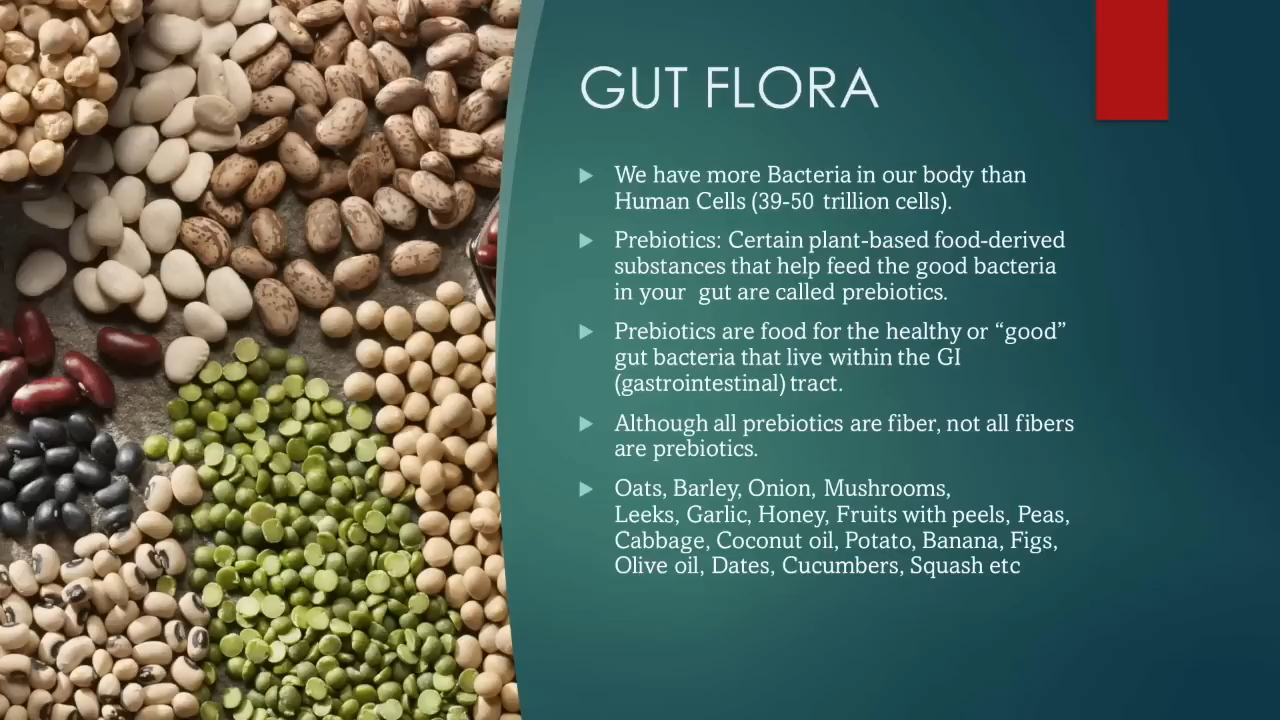 GUT FLORA
We have more Bacteria in our body than
Human Cells (39-50 trillion cells).
Prebiotics: Certain plant-based food-derived
substances that help feed the good bacteria
in your gut are called prebiotics.
Prebiotics are food for the healthy or “good”
gut bacteria that live within the GI
(gastrointestinal) tract.
Although all prebiotics are fiber, not all fibers
are prebiotics.
Oats, Barley, Onion, Mushrooms,
Leeks, Garlic, Honey, Fruits with peels, Peas,
Cabbage, Coconut oil, Potato, Banana, Figs,
Olive oil, Dates, Cucumbers, Squash etc